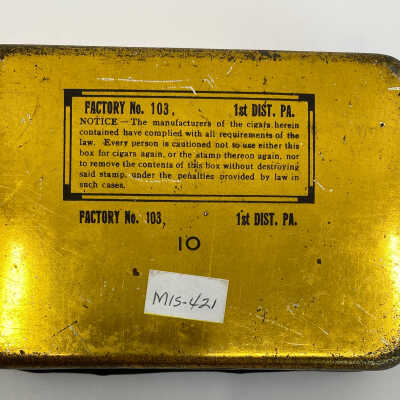 FACTORY No. 103, 1st DIST. PA.
NOTICE—The manufacturers of the cigars herein
contained have complied with all requirements of the
law. Every person is cautioned not to use either this
box for cigars again, or the stamp thereon again, nor
to remove the contents of this box without destroying
said stamp, under the penalties provided by law in
such cases.
FACTORY No. 103, 1st DIST. PA.
10
MIS-421